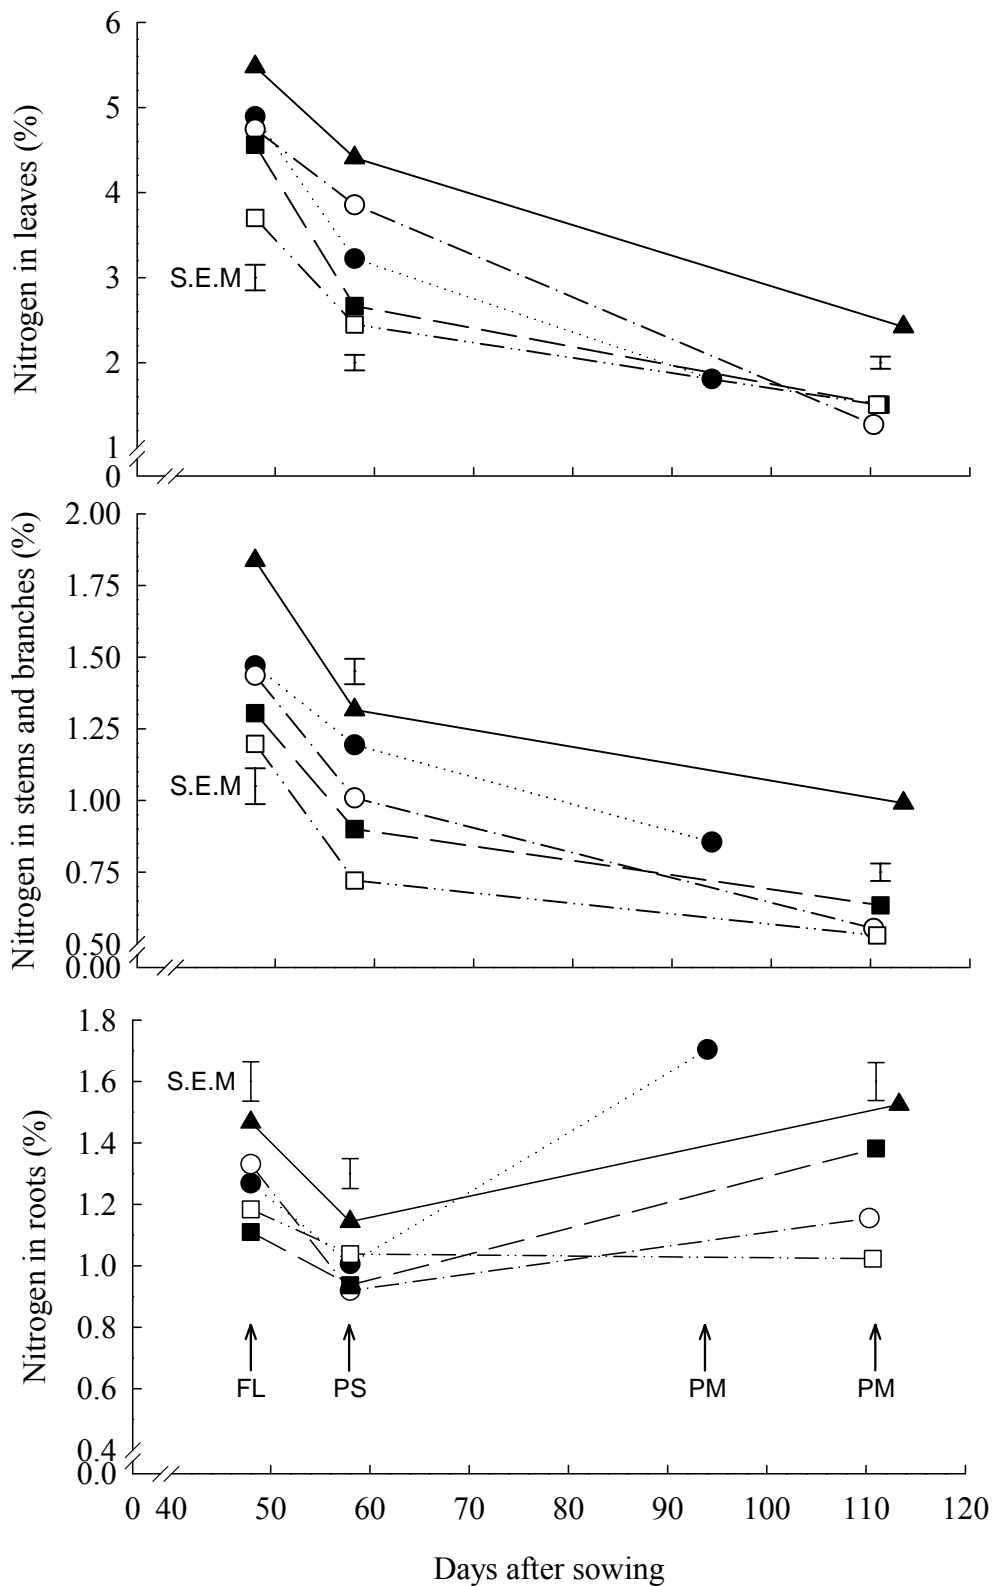 Nitrogen in leaves (%)
6
5
4
3
2
1
0
S.E.M
Nitrogen in stems and branches (%)
2.00
1.75
1.50
1.25
1.00
0.75
0.50
0.00
S.E.M
Nitrogen in roots (%)
1.8
1.6
1.4
1.2
1.0
0.8
0.6
0.4
0.0
S.E.M
FL PS PM PM
0 40 50 60 70 80 90 100 110 120
Days after sowing